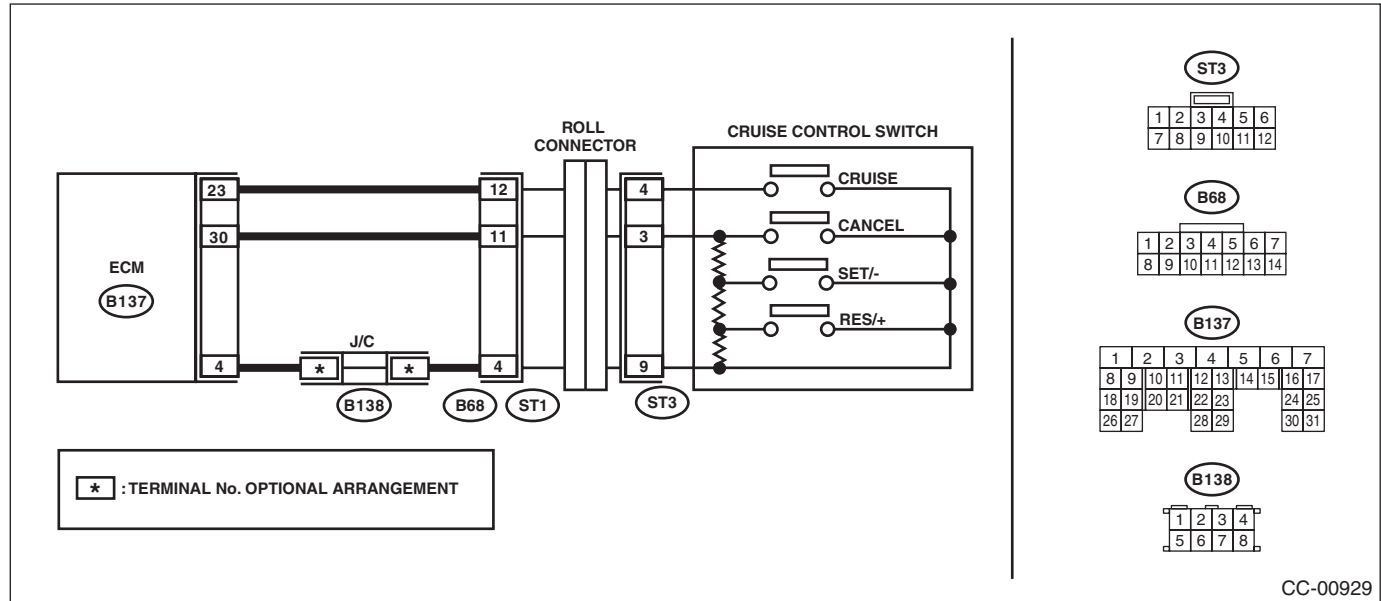 ROLL
CONNECTOR
CRUISE CONTROL SWITCH
ECM
B137
23
30
4
J/C
*
*
B138
12
11
4
B68
ST1
4
3
9
ST3
CRUISE
CANCEL
SET/-
RES/+
* : TERMINAL No. OPTIONAL ARRANGEMENT
ST3
1 2 3 4 5 6
7 8 9 10 11 12
B68
1 2 3 4 5 6 7
8 9 10 11 12 13 14
B137
1 2 3 4 5 6 7
8 9 10 11 12 13 14 15 16 17
18 19 20 21 22 23 24 25
26 27 28 29 30 31
B138
1 2 3 4
5 6 7 8
CC-00929